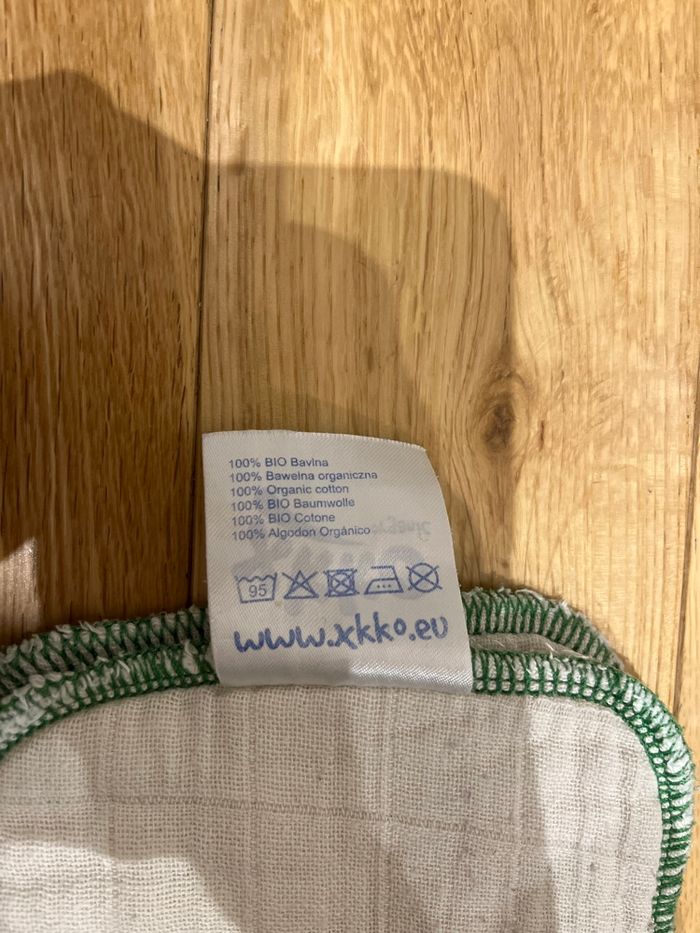 100% BIO Bavlna
100% Bawełna organiczna
100% Organic cotton
100% BIO Baumwolle
100% BIO Cotone
100% Algodon Orgánico
95
www.xkko.eu